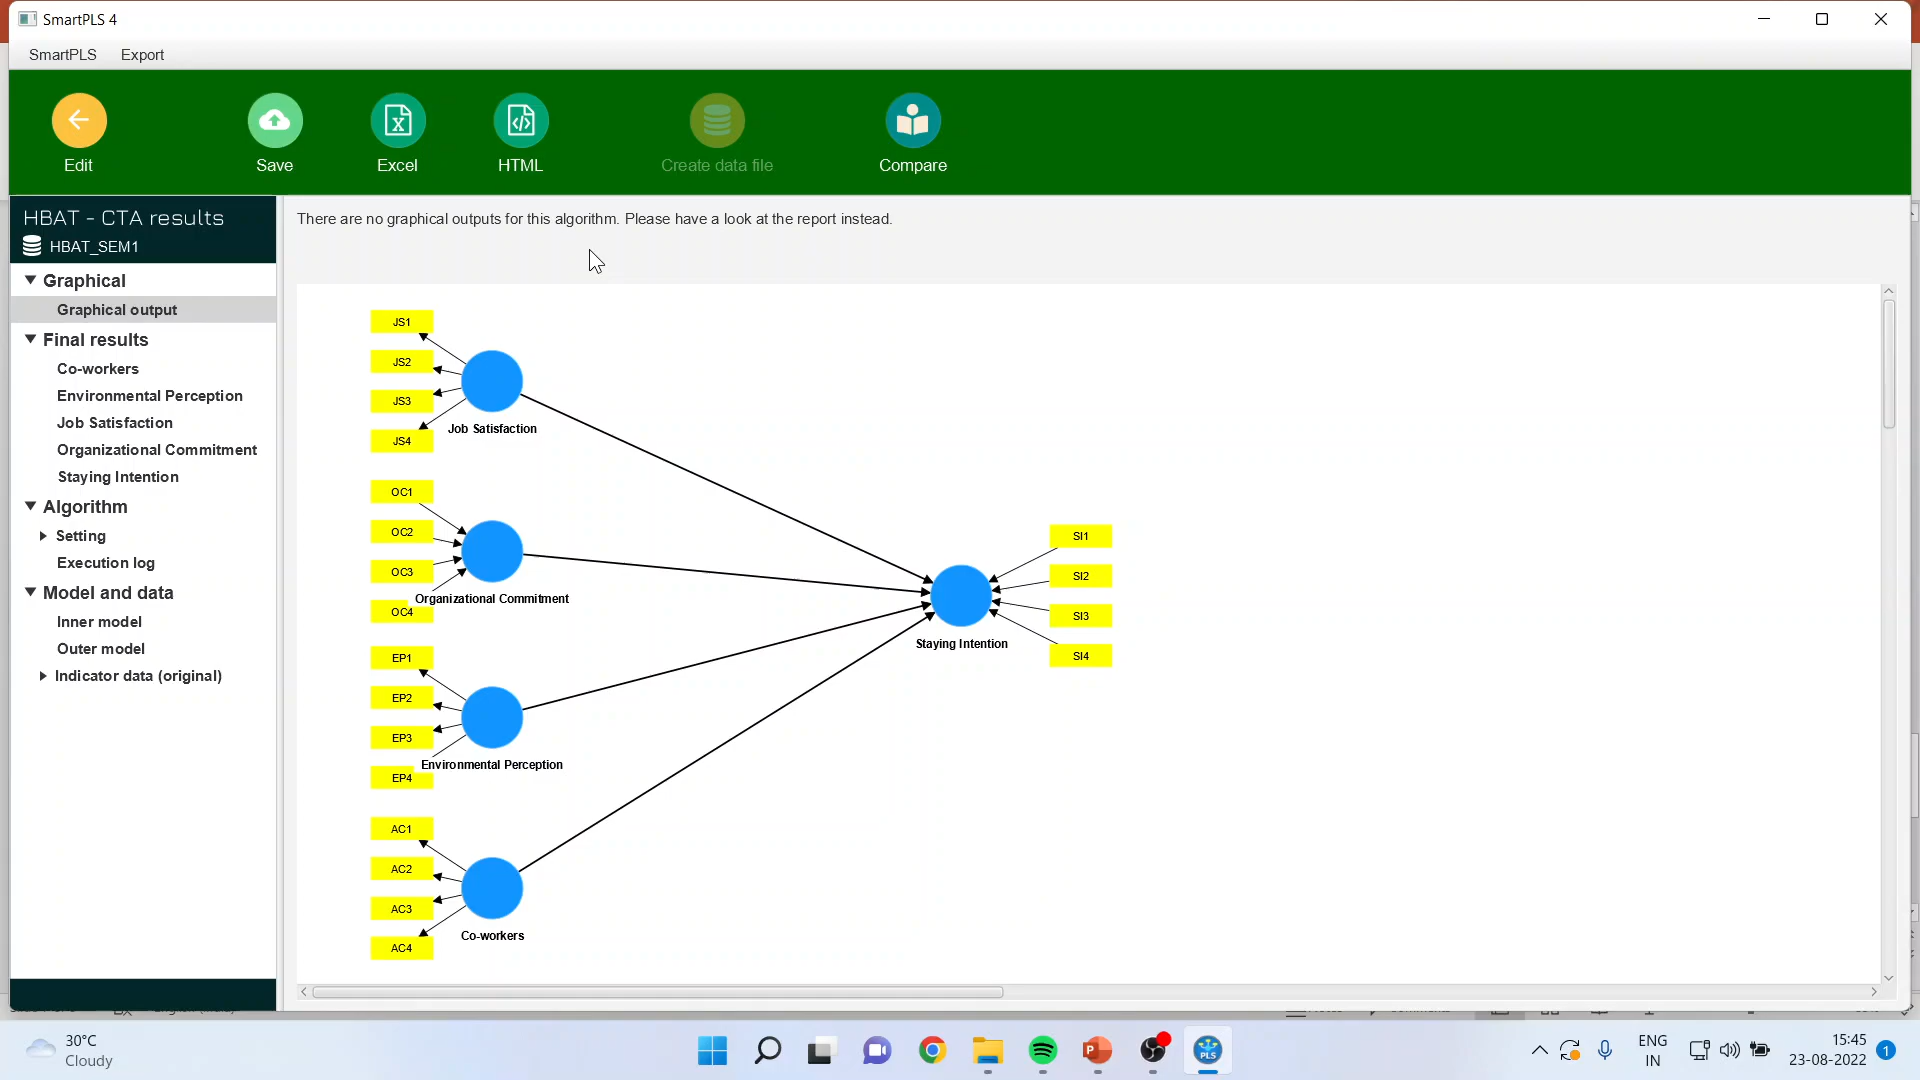 SmartPLS 4
SmartPLS Export
Edit
Save
Excel
HTML
Create data file
Compare
HBAT - CTA results
HBAT_SEM1
Graphical
Graphical output
Final results
Co-workers
Environmental Perception
Job Satisfaction
Organizational Commitment
Staying Intention
Algorithm
Setting
Execution log
Model and data
Inner model
Outer model
Indicator data (original)
There are no graphical outputs for this algorithm. Please have a look at the report instead.
JS1
JS2
JS3
JS4
Job Satisfaction
OC1
OC2
OC3
OC4
Organizational Commitment
EP1
EP2
EP3
EP4
Environmental Perception
AC1
AC2
AC3
AC4
Co-workers
SI1
SI2
SI3
SI4
Staying Intention
30°C
Cloudy
PLS
ENG
IN
15:45
23-08-2022
1